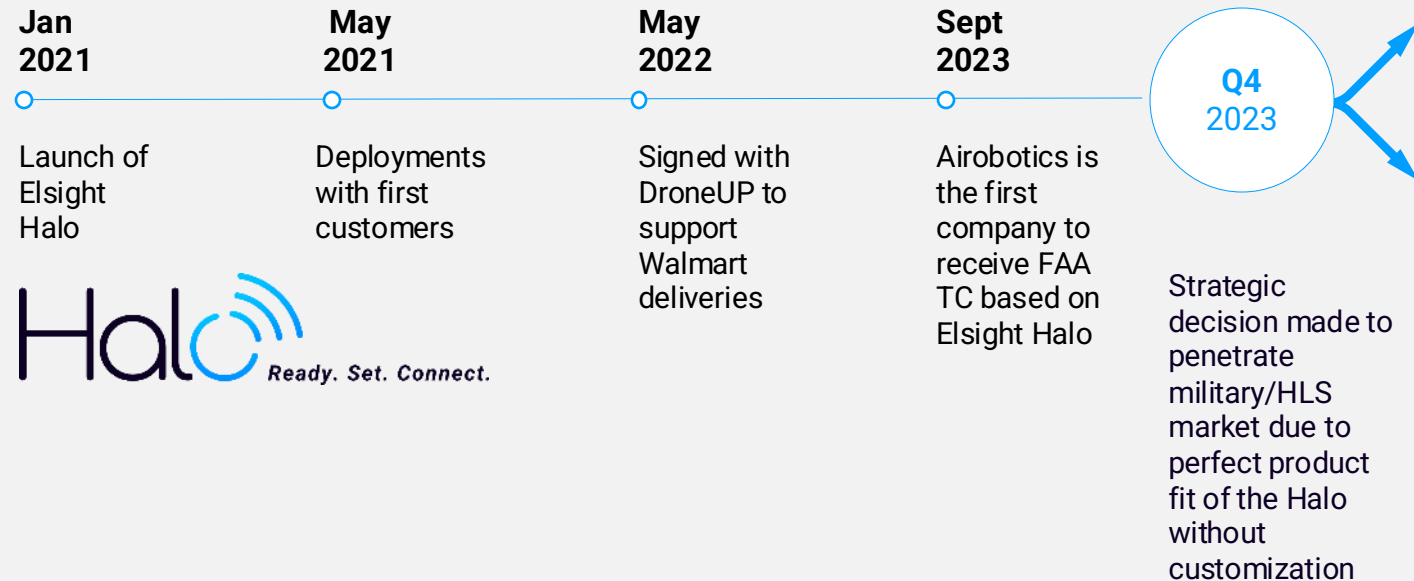 Jan
2021
May
2021
May
2022
Sept
2023
Q4
2023
Launch of
Elsight
Halo
Deployments
with first
customers
Signed with
DroneUP to
support
Walmart
deliveries
Airobotics is
the first
company to
receive FAA
TC based on
Elsight Halo
Strategic
decision made to
penetrate
military/HLS
market due to
perfect product
fit of the Halo
without
customization
Halo
Ready. Set. Connect.